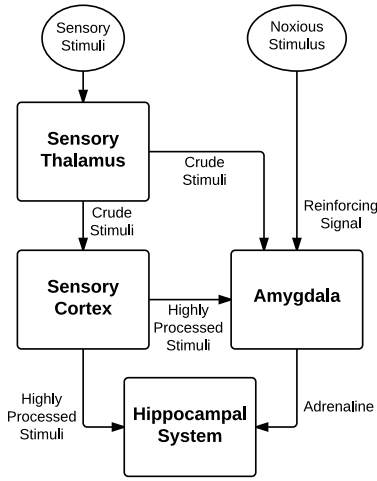 Sensory
Stimuli
Noxious
Stimulus
Sensory
Thalamus
Crude
Stimuli
Crude
Stimuli
Reinforcing
Signal
Sensory
Cortex
Highly
Processed
Stimuli
Amygdala
Highly
Processed
Stimuli
Hippocampal
System
Adrenaline